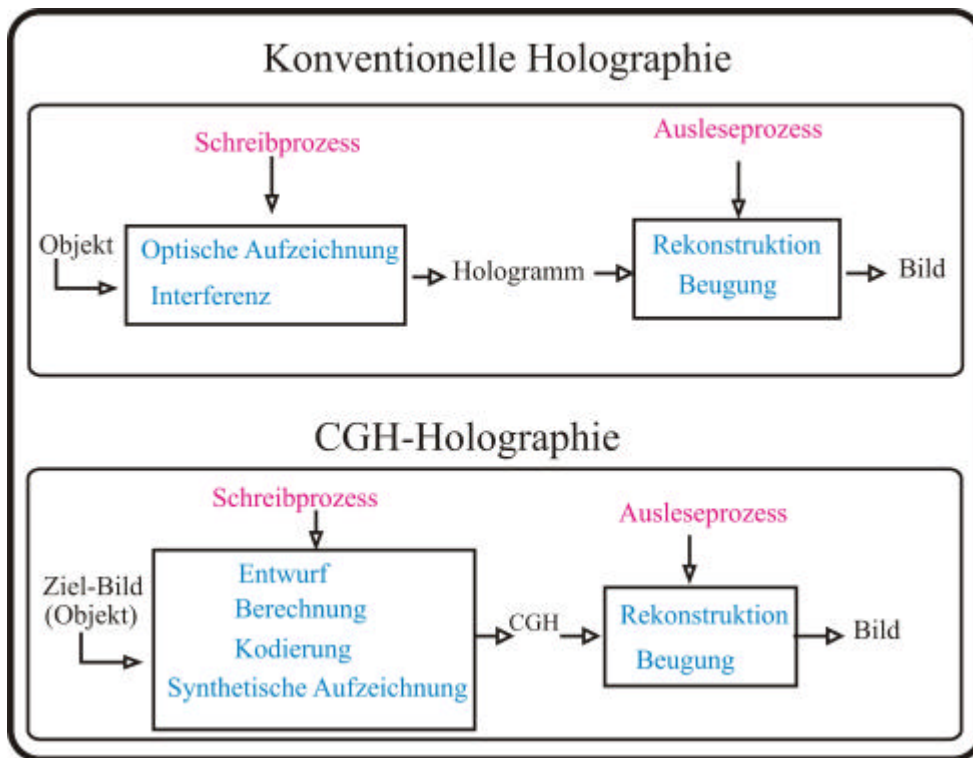 Konventionelle Holographie
Schreibprozess
Ausleseprozess
Objekt
Optische Aufzeichnung
Interferenz
Hologramm
Rekonstruktion
Beugung
Bild
CGH-Holographie
Schreibprozess
Ausleseprozess
Ziel-Bild
(Objekt)
Entwurf
Berechnung
Kodierung
Synthetische Aufzeichnung
CGH
Rekonstruktion
Beugung
Bild